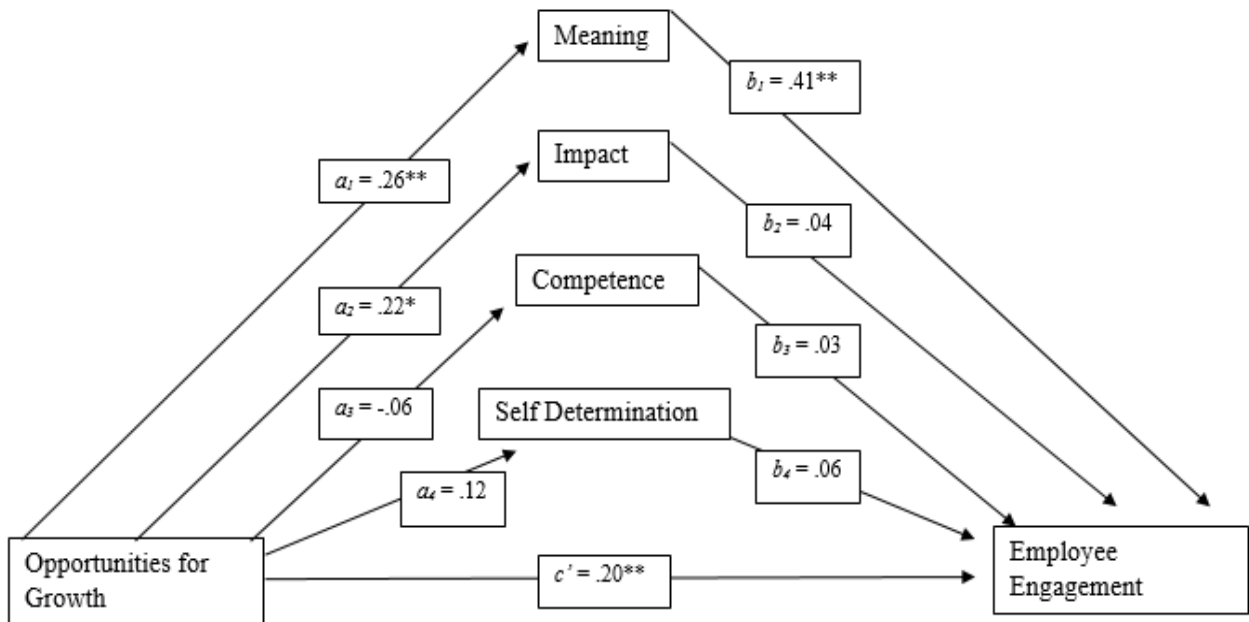 Meaning
b₁ = .41**
Impact
a₁ = .26**
b₂ = .04
Competence
a₂ = .22*
b₃ = .03
a₃ = -.06
Self Determination
b₄ = .06
a₄ = .12
Opportunities for
Growth
c’ = .20**
Employee
Engagement